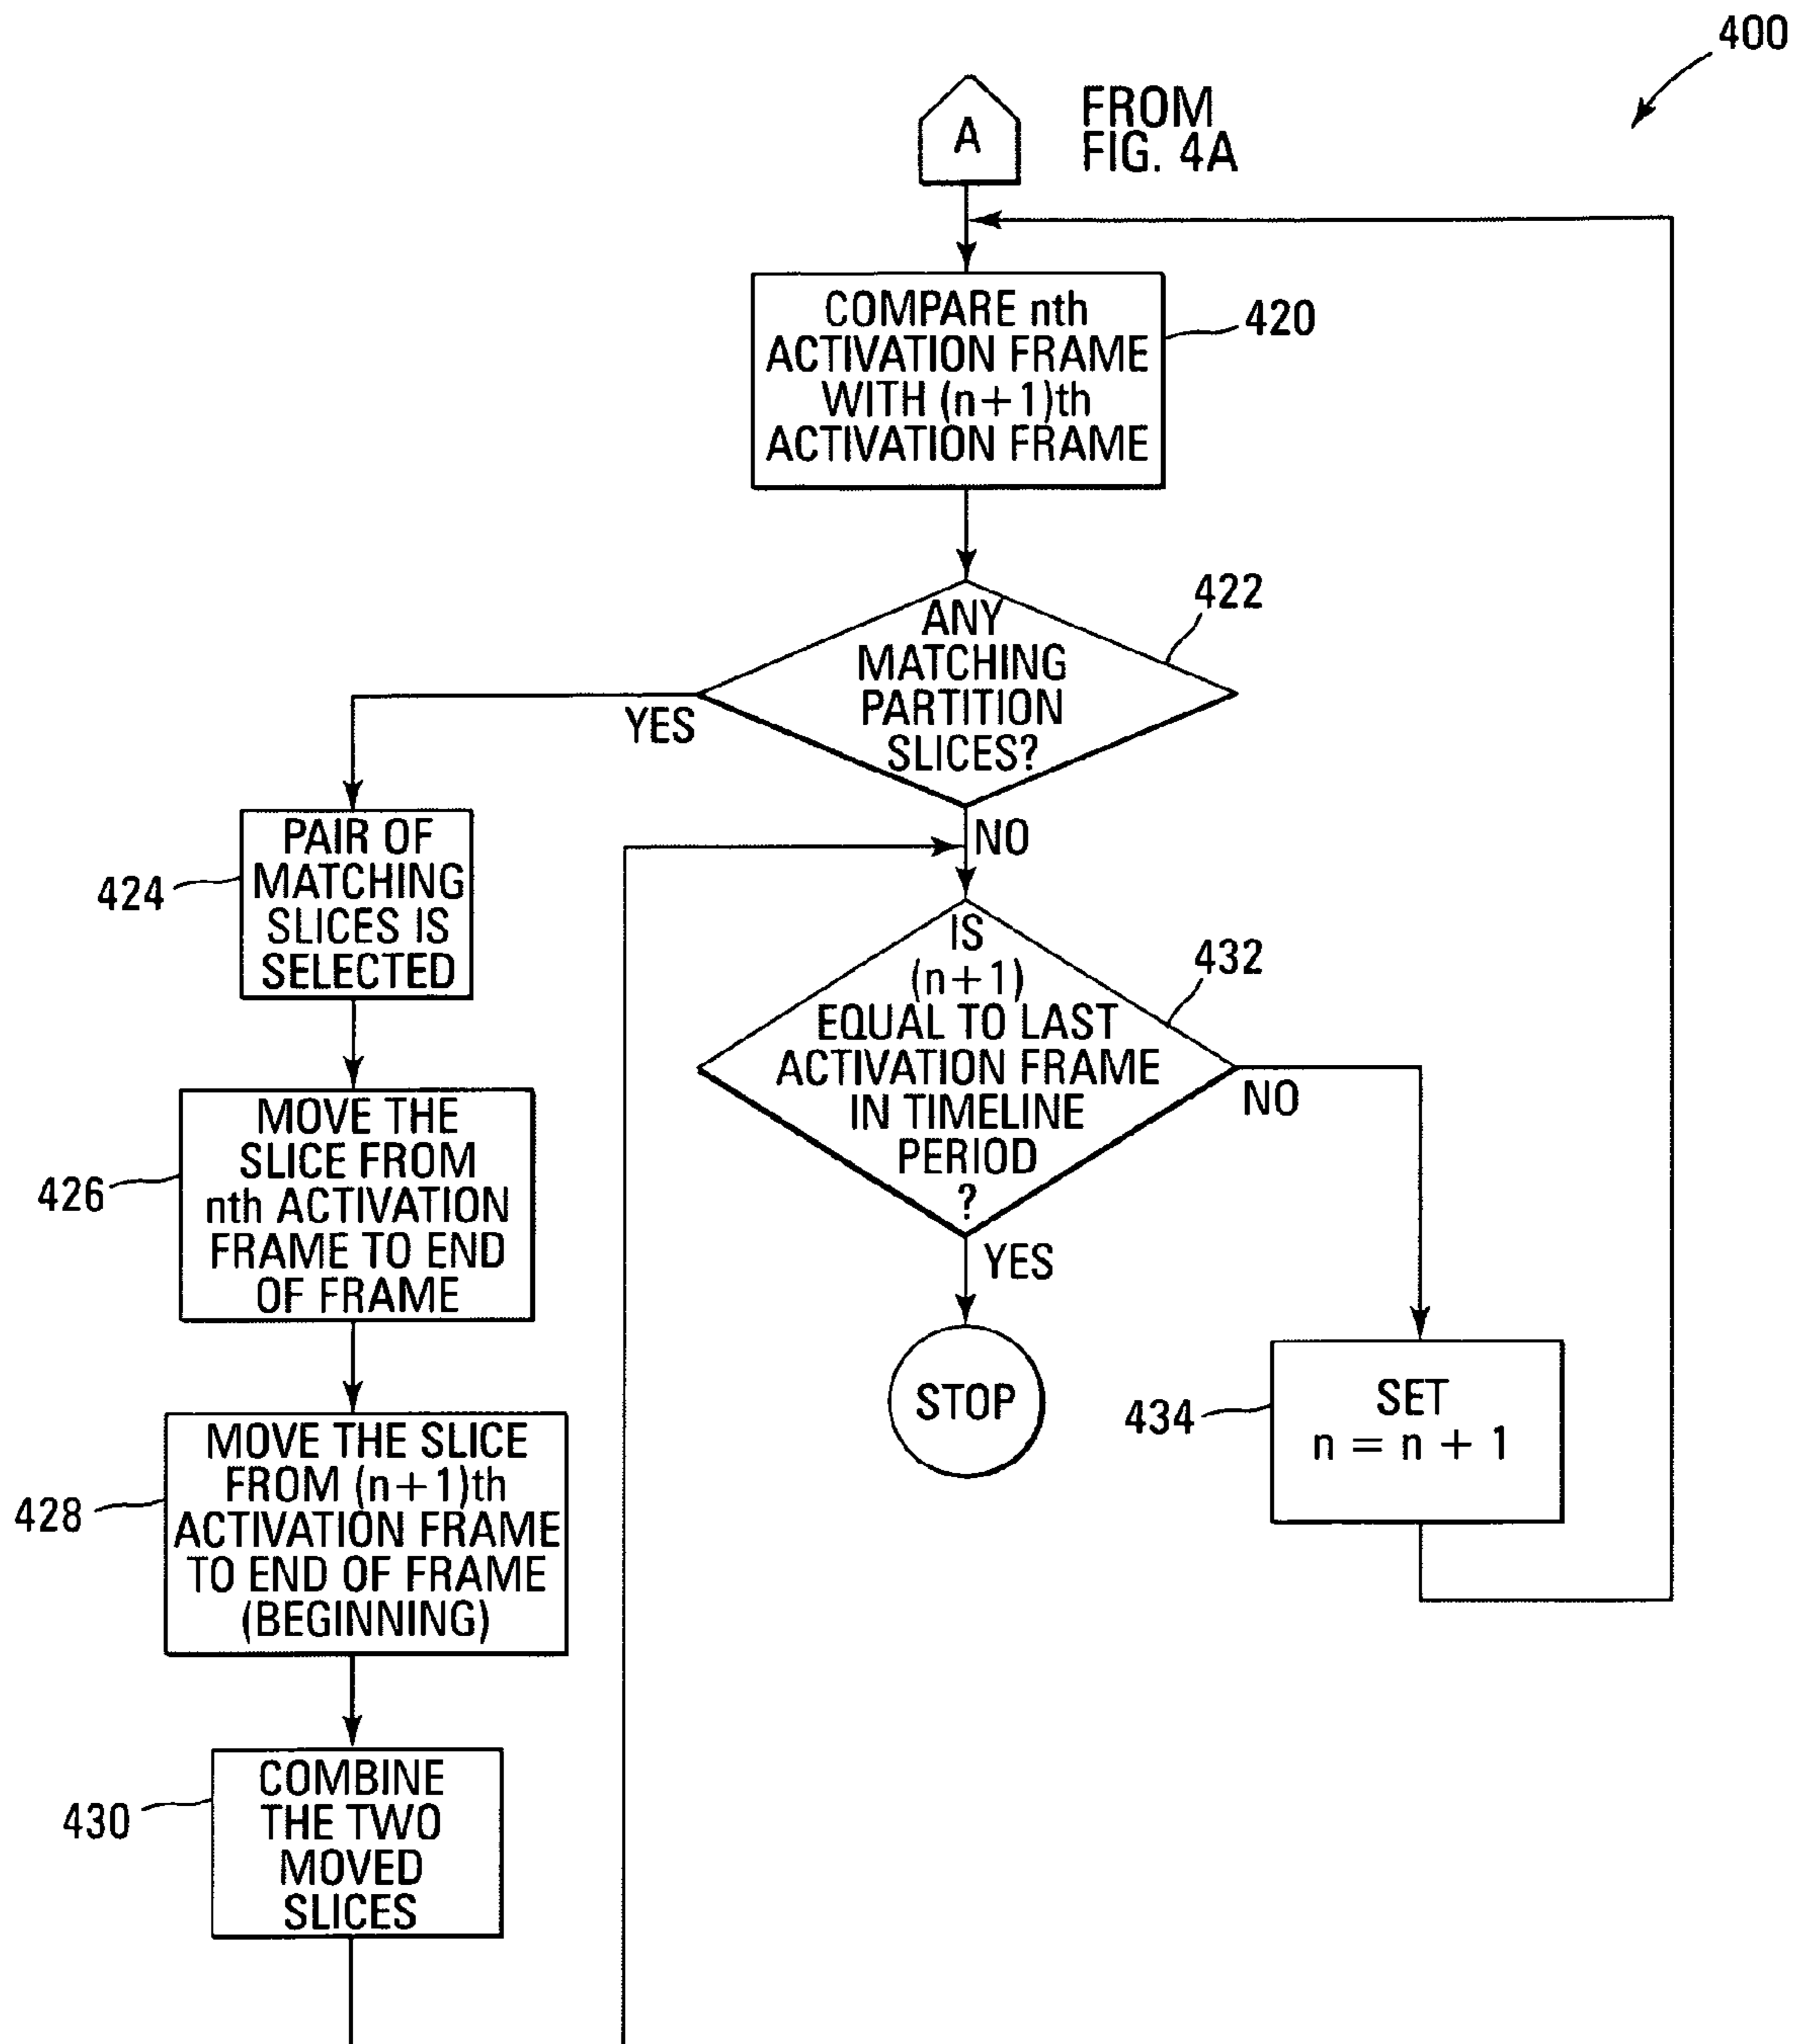 400
A
FROM
FIG. 4A
COMPARE nth
ACTIVATION FRAME
WITH (n+1)th
ACTIVATION FRAME
420
ANY
MATCHING
PARTITION
SLICES?
422
YES
NO
PAIR OF
MATCHING
SLICES IS
SELECTED
424
MOVE THE
SLICE FROM
nth ACTIVATION
FRAME TO END
OF FRAME
426
MOVE THE SLICE
FROM (n+1)th
ACTIVATION FRAME
TO END OF FRAME
(BEGINNING)
428
COMBINE
THE TWO
MOVED
SLICES
430
IS
(n+1)
EQUAL TO LAST
ACTIVATION FRAME
IN TIMELINE
PERIOD
?
432
NO
YES
STOP
SET
n = n + 1
434